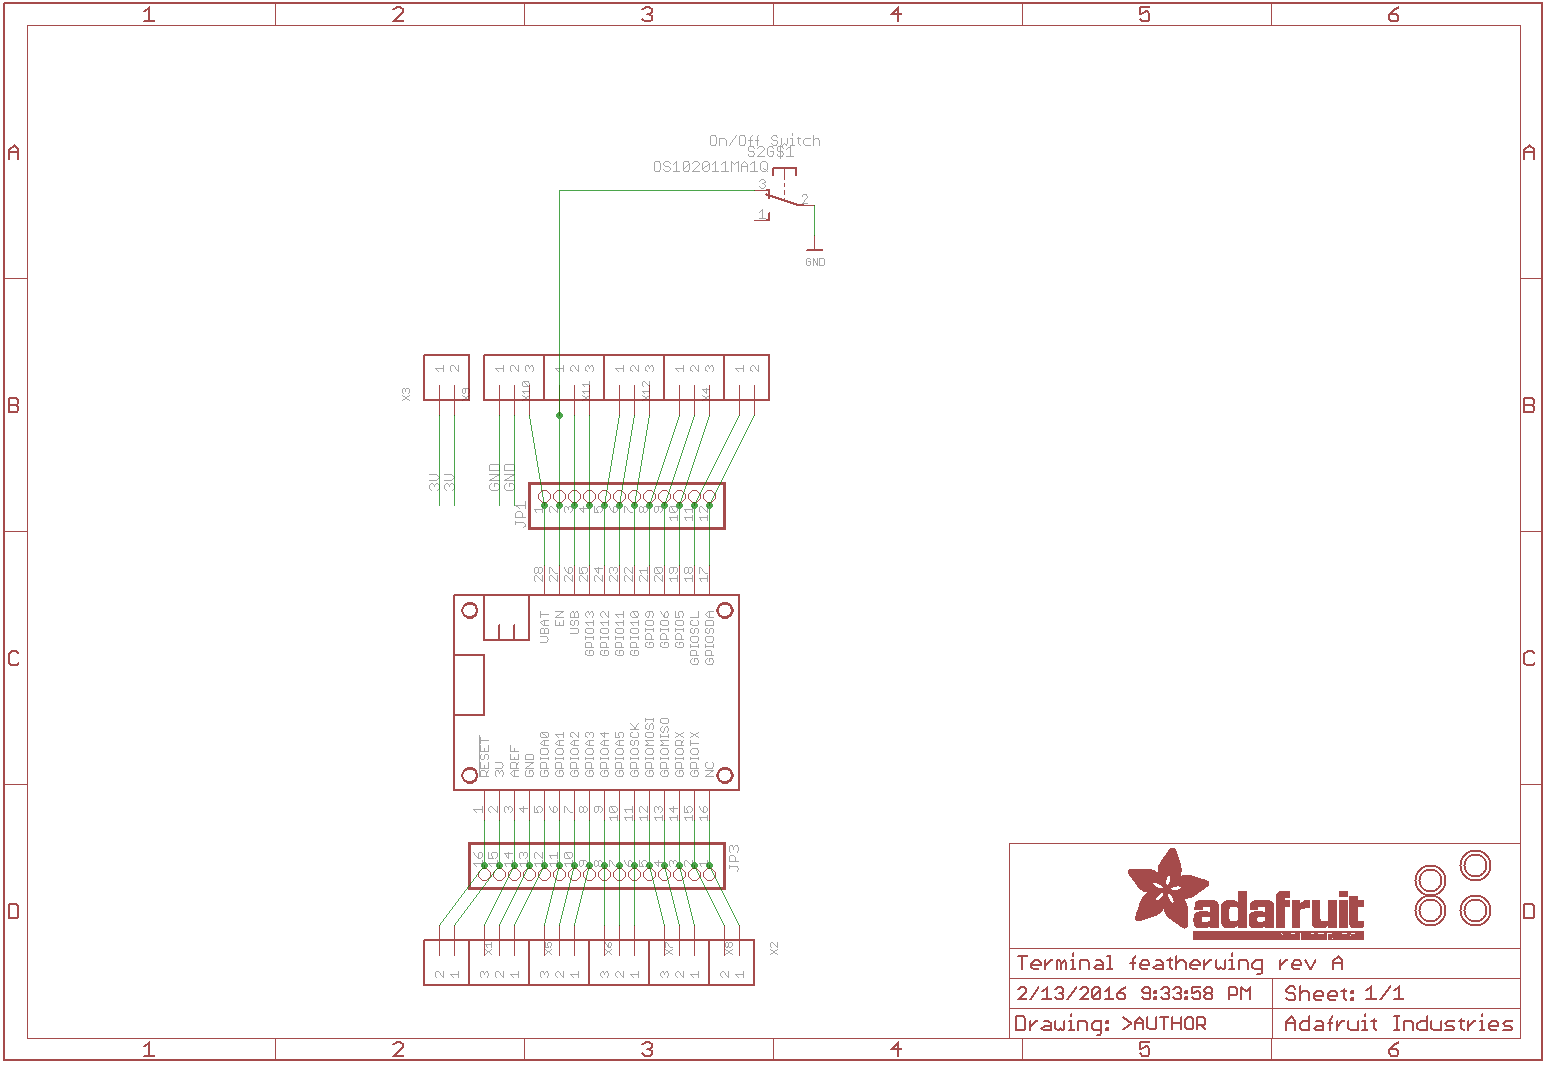 1 2 3 4 5 6
A A
On/Off Switch
S2G$1
OS102011MA1Q
3
2
1
GND
B B
1 2 1 2 3 1 2 3 1 2 3 1 2 3 1 2
X3 X9 X10 X11 X12 X4
3V 3V GND GND
JP1
1 2 3 4 5 6 7 8 9 10 11 12
28 27 26 25 24 23 22 21 20 19 18 17
VBAT EN USB GPIO13 GPIO12 GPIO11 GPIO10 GPIO9 GPIO6 GPIO5 GPIOSCL GPIOSDA
C C
RESET 3V AREF GND GPIOA0 GPIOA1 GPIOA2 GPIOA3 GPIOA4 GPIOA5 GPIOSCK GPIOMOSI GPIOMISO GPIORX GPIOTX NC
1 2 3 4 5 6 7 8 9 10 11 12 13 14 15 16
16 15 14 13 12 11 10 9 8 7 6 5 4 3 2 1
JP3
D D
X1 X5 X6 X7 X8 X2
2 1 3 2 1 3 2 1 3 2 1 3 2 1 2 1
adafruit
Terminal featherwing rev A
2/13/2016 9:33:58 PM
Sheet: 1/1
Drawing: >AUTHOR
Adafruit Industries
1 2 3 4 5 6